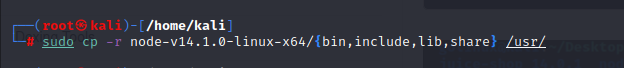 ┌──(root㉿kali)-[/home/kali]
└─# sudo cp -r node-v14.1.0-linux-x64/{bin,include,lib,share} /usr/